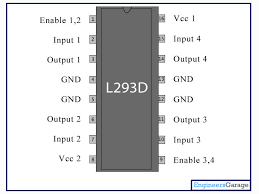 Enable 1,2 1 16 Vcc 1
Input 1 2 15 Input 4
Output 1 3 14 Output 4
GND 4 13 GND
L293D
GND 5 12 GND
Output 2 6 11 Output 3
Input 2 7 10 Input 3
Vcc 2 8 9 Enable 3,4
EngineersGarage